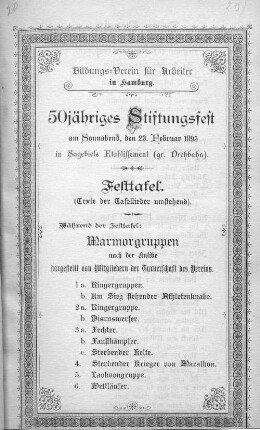 Bildungs-Verein für Arbeiter
in Hamburg.
50jähriges Stiftungsfest
am Sonnabend, den 23. Februar 1895
in Sagebiels Etablissement (gr. Drehbahn).
Festtafel.
(Texte der Tafellieder umstehend).
Während der Festtafel:
Marmorgruppen
nach der Antike
dargestellt von Mitgliedern der Turnerschaft des Vereins.
1 a. Ringergruppen.
b. Um Sieg flehender Athletenknabe.
2 a. Ringergruppe.
b. Discuswerfer.
3 a. Fechter.
b. Faustkämpfer.
c. Sterbender Kelte.
4. Sterbender Krieger von Marathon.
5. Laokoongruppe.
6. Wettläufer.